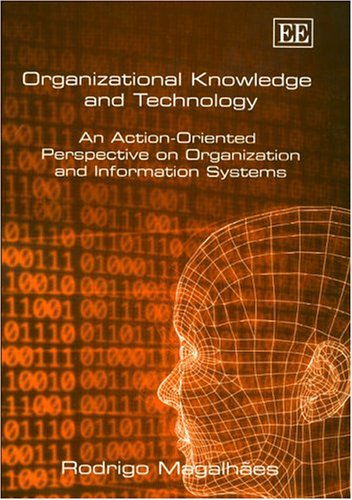 EE
Organizational Knowledge
and Technology
An Action-Oriented
Perspective on Organization
and Information Systems
Rodrigo Magalhães